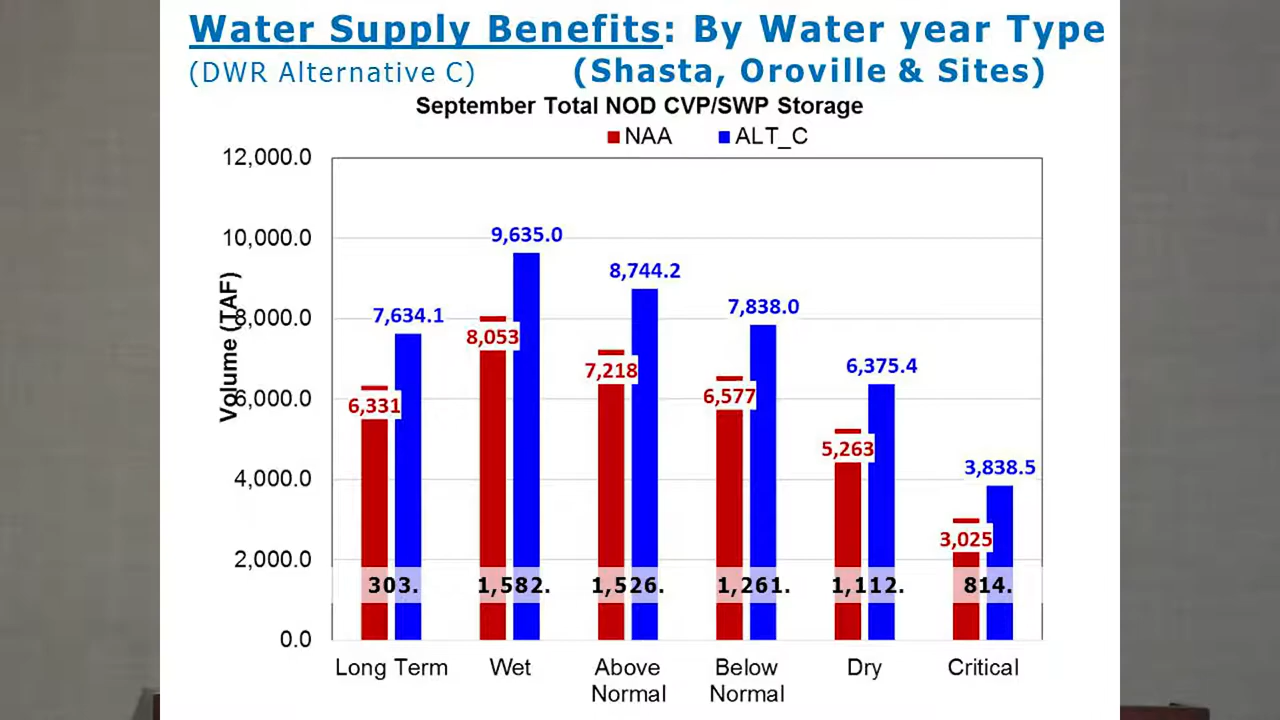 Water Supply Benefits: By Water year Type
(DWR Alternative C) (Shasta, Oroville & Sites)
September Total NOD CVP/SWP Storage
NAA ALT_C
Volume (TAF)
12,000.0
10,000.0
8,000.0
6,000.0
4,000.0
2,000.0
0.0
6,331 7,634.1
8,053 9,635.0
7,218 8,744.2
6,577 7,838.0
5,263 6,375.4
3,025 3,838.5
303. 1,582. 1,526. 1,261. 1,112. 814.
Long Term Wet Above Normal Below Normal Dry Critical